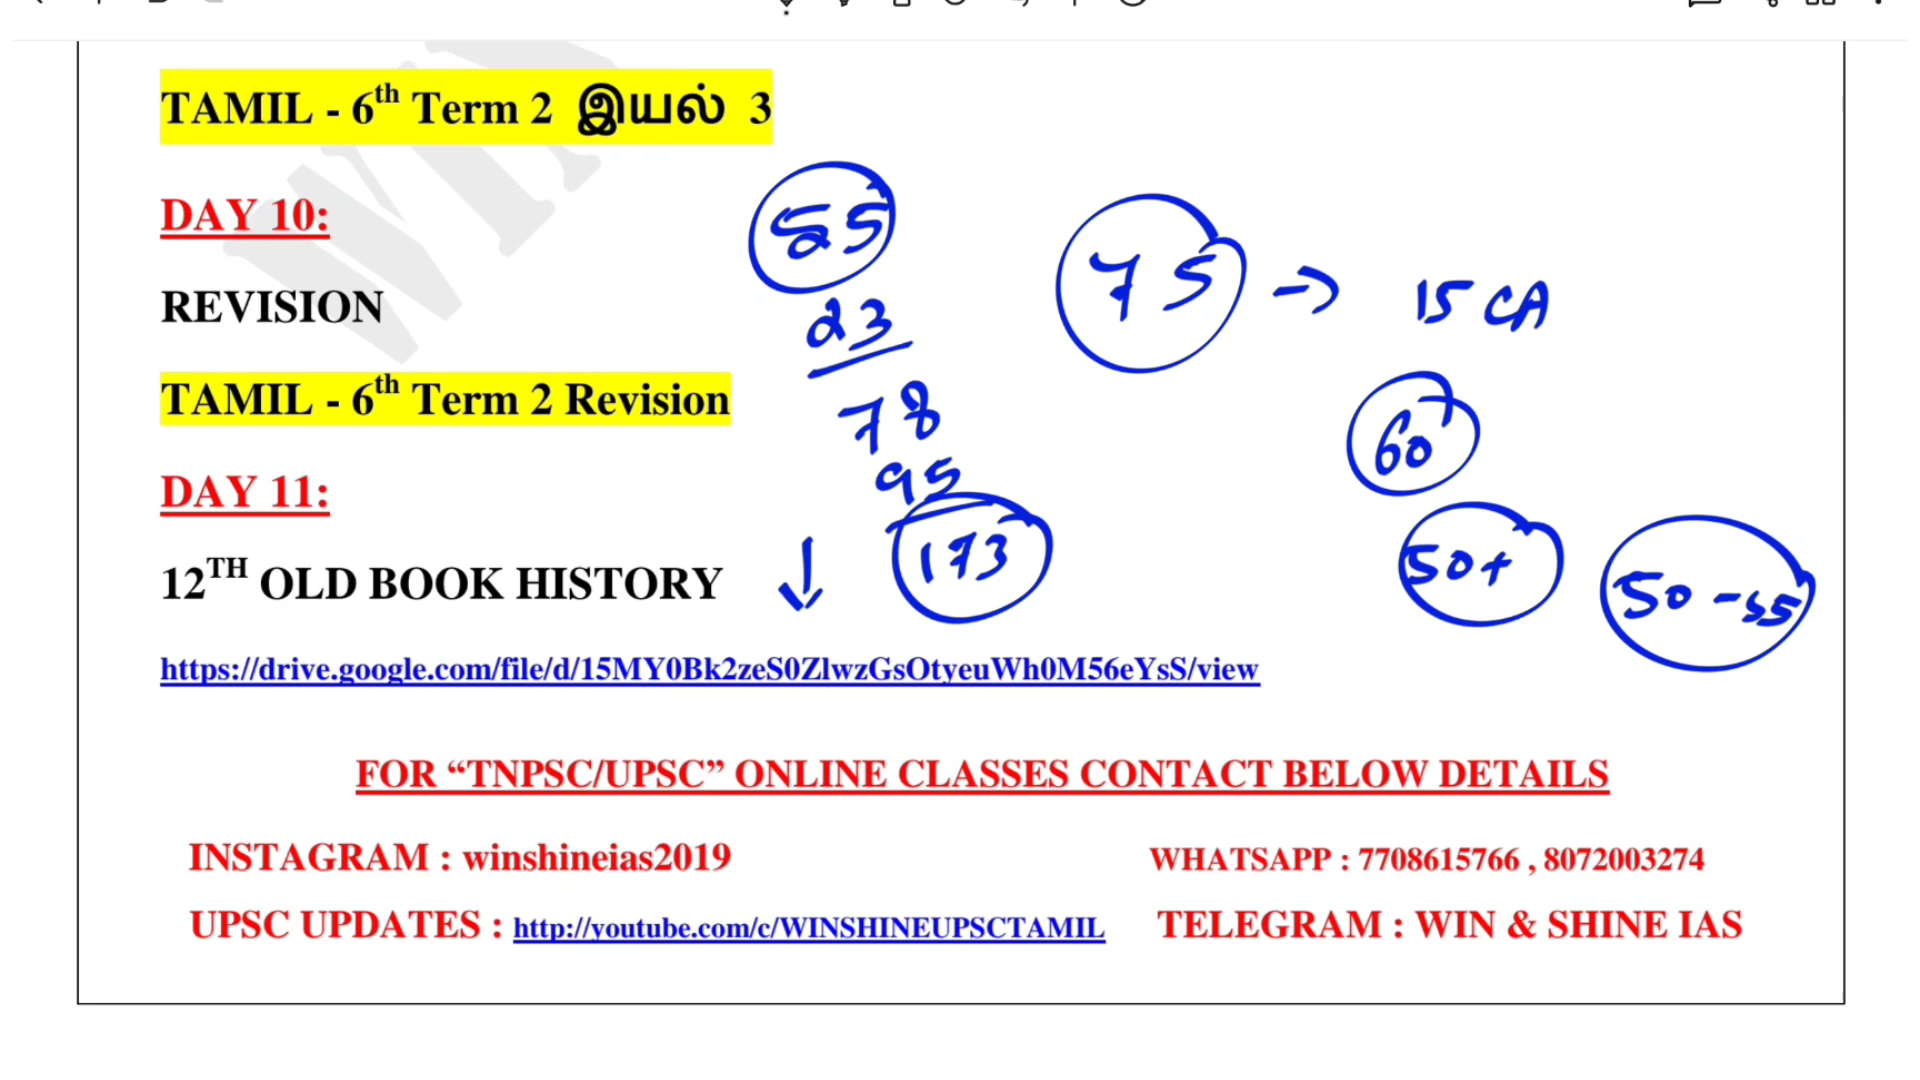 TAMIL - 6th Term 2 இயல் 3
DAY 10:
REVISION
TAMIL - 6th Term 2 Revision
DAY 11:
12TH OLD BOOK HISTORY
https://drive.google.com/file/d/15MY0Bk2zeS0ZlwzGsOtyeuWh0M56eYsS/view
55
23
78
95
173
75 → 15 CA
60
50+
50-55
FOR “TNPSC/UPSC” ONLINE CLASSES CONTACT BELOW DETAILS
INSTAGRAM : winshineias2019
WHATSAPP : 7708615766 , 8072003274
UPSC UPDATES : http://youtube.com/c/WINSHINEUPSCTAMIL
TELEGRAM : WIN & SHINE IAS